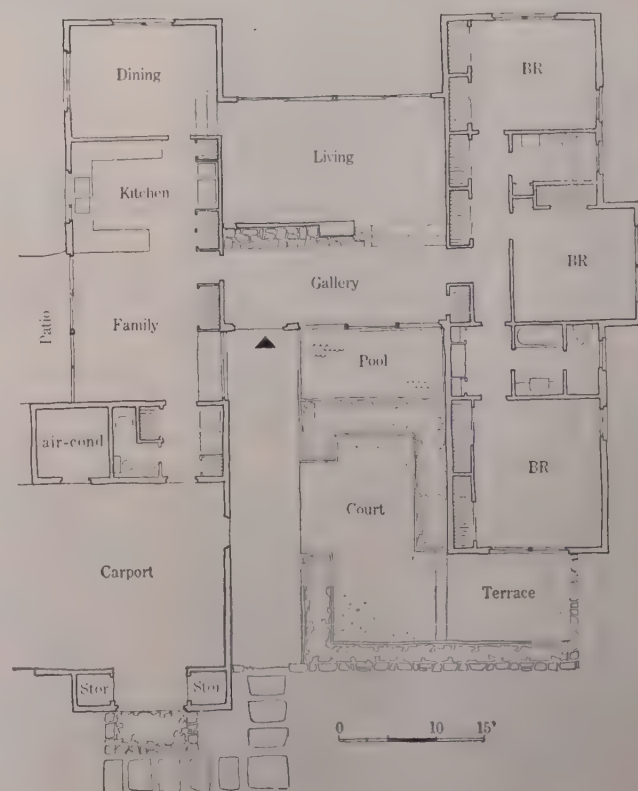 Dining
BR
Living
Kitchen
BR
Gallery
Patio
Family
Pool
air-cond
BR
Court
Carport
Terrace
Stor
Stor
0 10 15'